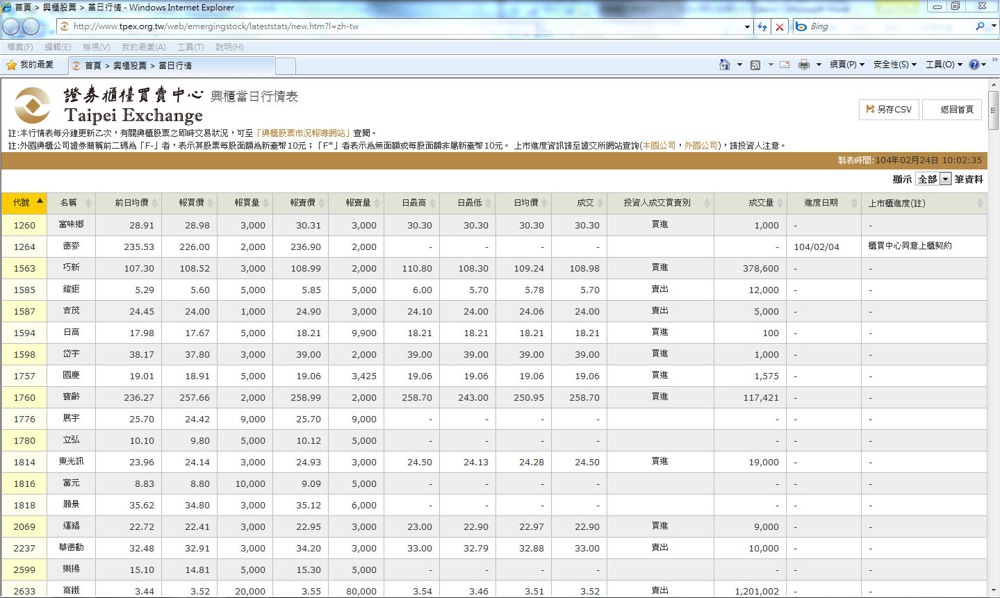 首頁 > 興櫃股票 > 當日行情 - Windows Internet Explorer
http://www.tpex.org.tw/web/emergingstock/lateststats/new.htm?l=zh-tw
Bing
檔案(F) 編輯(E) 檢視(V) 我的最愛(A) 工具(T) 說明(H)
我的最愛 首頁 > 興櫃股票 > 當日行情 網頁(P) 安全性(S) 工具(O)
證券櫃檯買賣中心 興櫃當日行情表
Taipei Exchange
另存CSV 返回首頁
註:本行情表每分鐘更新乙次，有關興櫃股票之即時交易狀況，可至「興櫃股票市況報導網站」查閱。
註:外國興櫃公司證券簡稱前二碼為「F-」者，表示其股票每股面額為新臺幣10元；「F*」者表示為無面額或每股面額非屬新臺幣10元。 上市進度資訊請至證交所網站查詢(本國公司，外國公司)，請投資人注意。
製表時間:104年02月24日 10:02:35
顯示 全部 筆資料
代號 名稱 前日均價 報買價 報買量 報賣價 報賣量 日最高 日最低 日均價 成交 投資人成交買賣別 成交量 進度日期 上市櫃進度(註)
1260 富味鄉 28.91 28.98 3,000 30.31 3,000 30.30 30.30 30.30 30.30 買進 1,000 - -
1264 德麥 235.53 226.00 2,000 236.90 2,000 - - - - - 104/02/04 櫃買中心同意上櫃契約
1563 巧新 107.30 108.52 3,000 108.99 2,000 110.80 108.30 109.24 108.98 買進 378,600 - -
1585 鎧鉅 5.29 5.60 5,000 5.85 5,000 6.00 5.70 5.78 5.70 賣出 12,000 - -
1587 吉茂 24.45 24.00 1,000 24.90 3,000 24.10 24.00 24.06 24.00 賣出 5,000 - -
1594 日高 17.98 17.67 5,000 18.21 9,900 18.21 18.21 18.21 18.21 買進 100 - -
1598 岱宇 38.17 37.80 3,000 39.00 2,000 39.00 39.00 39.00 39.00 買進 1,000 - -
1757 國慶 19.01 18.91 5,000 19.06 3,425 19.06 19.06 19.06 19.06 買進 1,575 - -
1760 寶齡 236.27 257.66 2,000 258.99 2,000 258.70 243.00 250.95 258.70 買進 117,421 - -
1776 展宇 25.70 24.42 9,000 25.70 9,000 - - - - - - -
1780 立弘 10.10 9.80 5,000 10.12 5,000 - - - - - - -
1814 東光訊 23.96 24.14 3,000 24.93 3,000 24.50 24.13 24.28 24.50 買進 19,000 - -
1816 富元 8.83 8.80 10,000 9.09 5,000 - - - - - - -
1818 願景 35.62 34.80 3,000 35.12 6,000 - - - - - - -
2069 運錩 22.72 22.41 3,000 22.95 3,000 23.00 22.90 22.97 22.90 買進 9,000 - -
2237 華德動 32.48 32.91 3,000 34.20 3,000 33.00 32.79 32.88 33.00 賣出 10,000 - -
2599 樂揚 15.10 14.81 5,000 15.30 5,000 - - - - - - -
2633 高鐵 3.44 3.52 20,000 3.55 80,000 3.54 3.46 3.51 3.52 賣出 1,201,002 - -